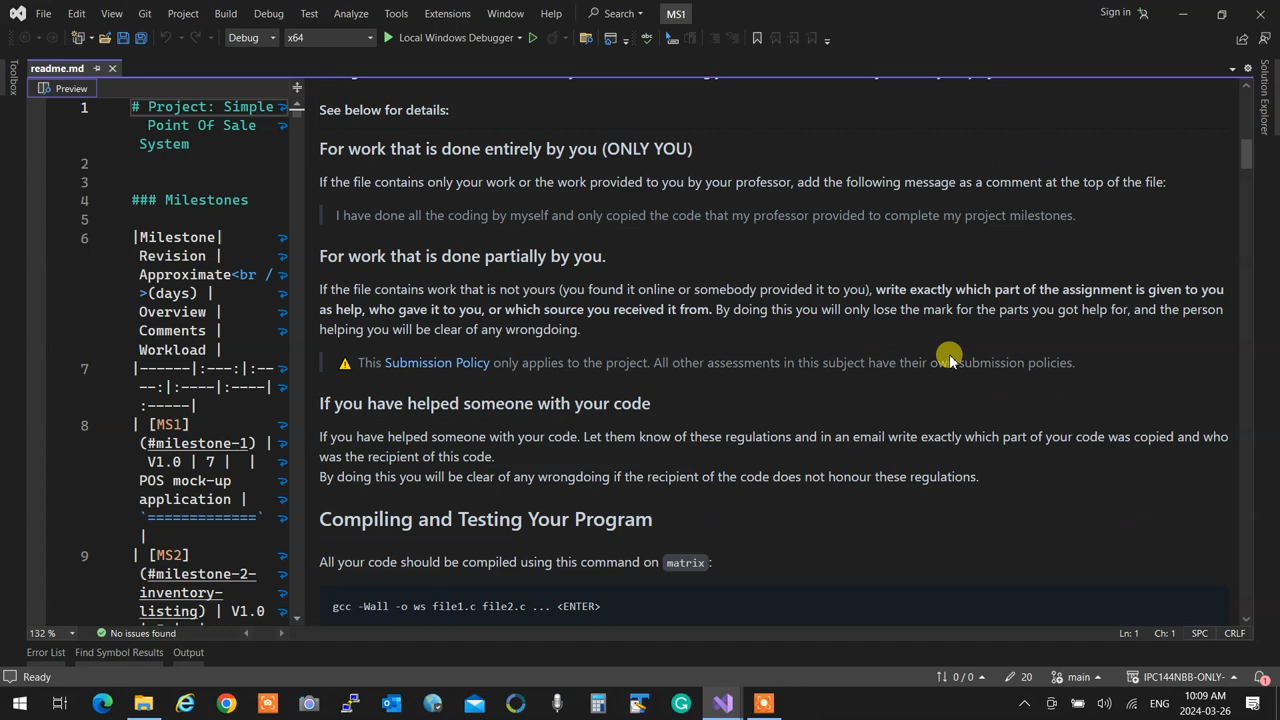 File Edit View Git Project Build Debug Test Analyze Tools Extensions Window Help Search MS1 Sign in
Debug x64 Local Windows Debugger
Toolbox
readme.md
Solution Explorer
Preview
1 # Project: Simple
Point Of Sale
System
2
3
4 ### Milestones
5
6 |Milestone|
Revision |
Approximate<br /
>(days) |
Overview |
Comments |
Workload |
7 |------|:---:|:--
--:|:----|:----|
:-----|
8 | [MS1]
(#milestone-1) |
V1.0 | 7 | |
POS mock-up
application |
`=============`
|
9 | [MS2]
(#milestone-2-
inventory-
listing) | V1.0
See below for details:
For work that is done entirely by you (ONLY YOU)
If the file contains only your work or the work provided to you by your professor, add the following message as a comment at the top of the file:
I have done all the coding by myself and only copied the code that my professor provided to complete my project milestones.
For work that is done partially by you.
If the file contains work that is not yours (you found it online or somebody provided it to you), write exactly which part of the assignment is given to you
as help, who gave it to you, or which source you received it from. By doing this you will only lose the mark for the parts you got help for, and the person
helping you will be clear of any wrongdoing.
This Submission Policy only applies to the project. All other assessments in this subject have their own submission policies.
If you have helped someone with your code
If you have helped someone with your code. Let them know of these regulations and in an email write exactly which part of your code was copied and who
was the recipient of this code.
By doing this you will be clear of any wrongdoing if the recipient of the code does not honour these regulations.
Compiling and Testing Your Program
All your code should be compiled using this command on matrix:
gcc -Wall -o ws file1.c file2.c ... <ENTER>
132 % No issues found Ln: 1 Ch: 1 SPC CRLF
Error List Find Symbol Results Output
Ready 0 / 0 20 main IPC144NBB-ONLY- 1
ENG 10:09 AM
2024-03-26